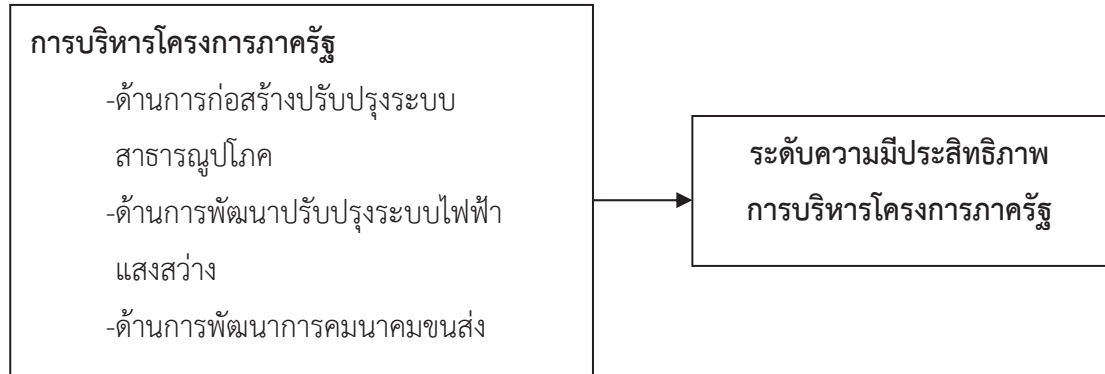 การบริหารโครงการภาครัฐ
-ด้านการก่อสร้างปรับปรุงระบบ
สาธารณูปโภค
-ด้านการพัฒนาปรับปรุงระบบไฟฟ้า
แสงสว่าง
-ด้านการพัฒนาการคมนาคมขนส่ง
ระดับความมีประสิทธิภาพ
การบริหารโครงการภาครัฐ